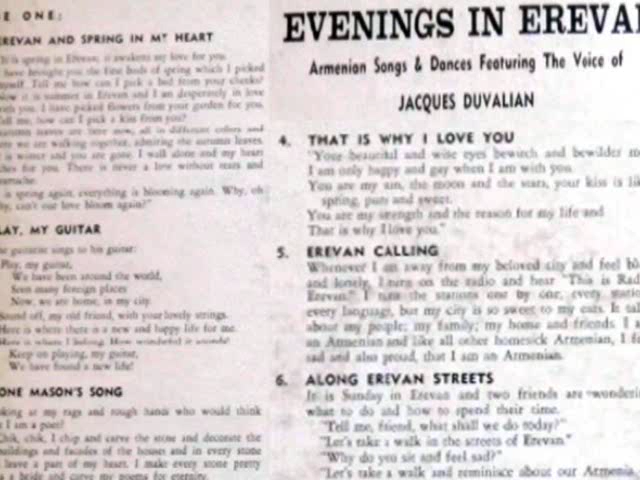 E ONE:
EREVAN AND SPRING IN MY HEART
It is spring in Erevan; it awakens my love for you.
have brought you the first buds of spring which I picked
myself. Tell me how can I pick a bud from your cheeks?
Now it is summer in Erevan and I am desperately in love
with you. I have picked flowers from your garden for you.
Tell me, how can I pick a kiss from you?
Autumn leaves are here now, all in different colors and
we are walking together, admiring the autumn leaves.
is winter and you are gone. I walk alone and my heart
for you. There is never a love without tears and
is spring again, everything is blooming again. Why, oh
why, can't our love bloom again?"
LAY, MY GUITAR
guitarist sings to his guitar:
Play, my guitar,
We have been around the world,
Seen many foreign places
Now, we are home, in my city.
Sound off, my old friend, with your lovely strings.
Here is where there is a new and happy life for me.
Here is where I belong. How wonderful it sounds!
Keep on playing, my guitar,
We have found a new life!
ONE MASON'S SONG
king at my rags and rough hands who would think
I am a poet?
Chik, chik, I chip and carve the stone and decorate the
buildings and facades of the houses and in every stone
leave a part of my heart. I make every stone pretty
a bride and carve my poems for eternity.
EVENINGS IN EREVAN
Armenian Songs & Dances Featuring The Voice of
JACQUES DUVALIAN
4. THAT IS WHY I LOVE YOU
"Your beautiful and wise eyes bewitch and bewilder me
I am only happy and gay when I am with you.
You are my sun, the moon and the stars, your kiss is like
spring, pure and sweet.
You are my strength and the reason for my life and
That is why I love you."
5. EREVAN CALLING
Whenever I am away from my beloved city and feel bl
and lonely, I turn on the radio and hear "This is Rad
Erevan." I turn the stations one by one, every station
every language, but my city is so sweet to my ears. It tal
about my people; my family; my home and friends. I
an Armenian and like all other homesick Armenian, I fe
sad and also proud, that I am an Armenian.
6. ALONG EREVAN STREETS
It is Sunday in Erevan and two friends are wonderin
what to do and how to spend their time.
"Tell me, friend, what shall we do today?"
"Let's take a walk in the streets of Erevan."
"Why do you sit and feel sad?"
"Let's take a walk and reminisce about our Armenia